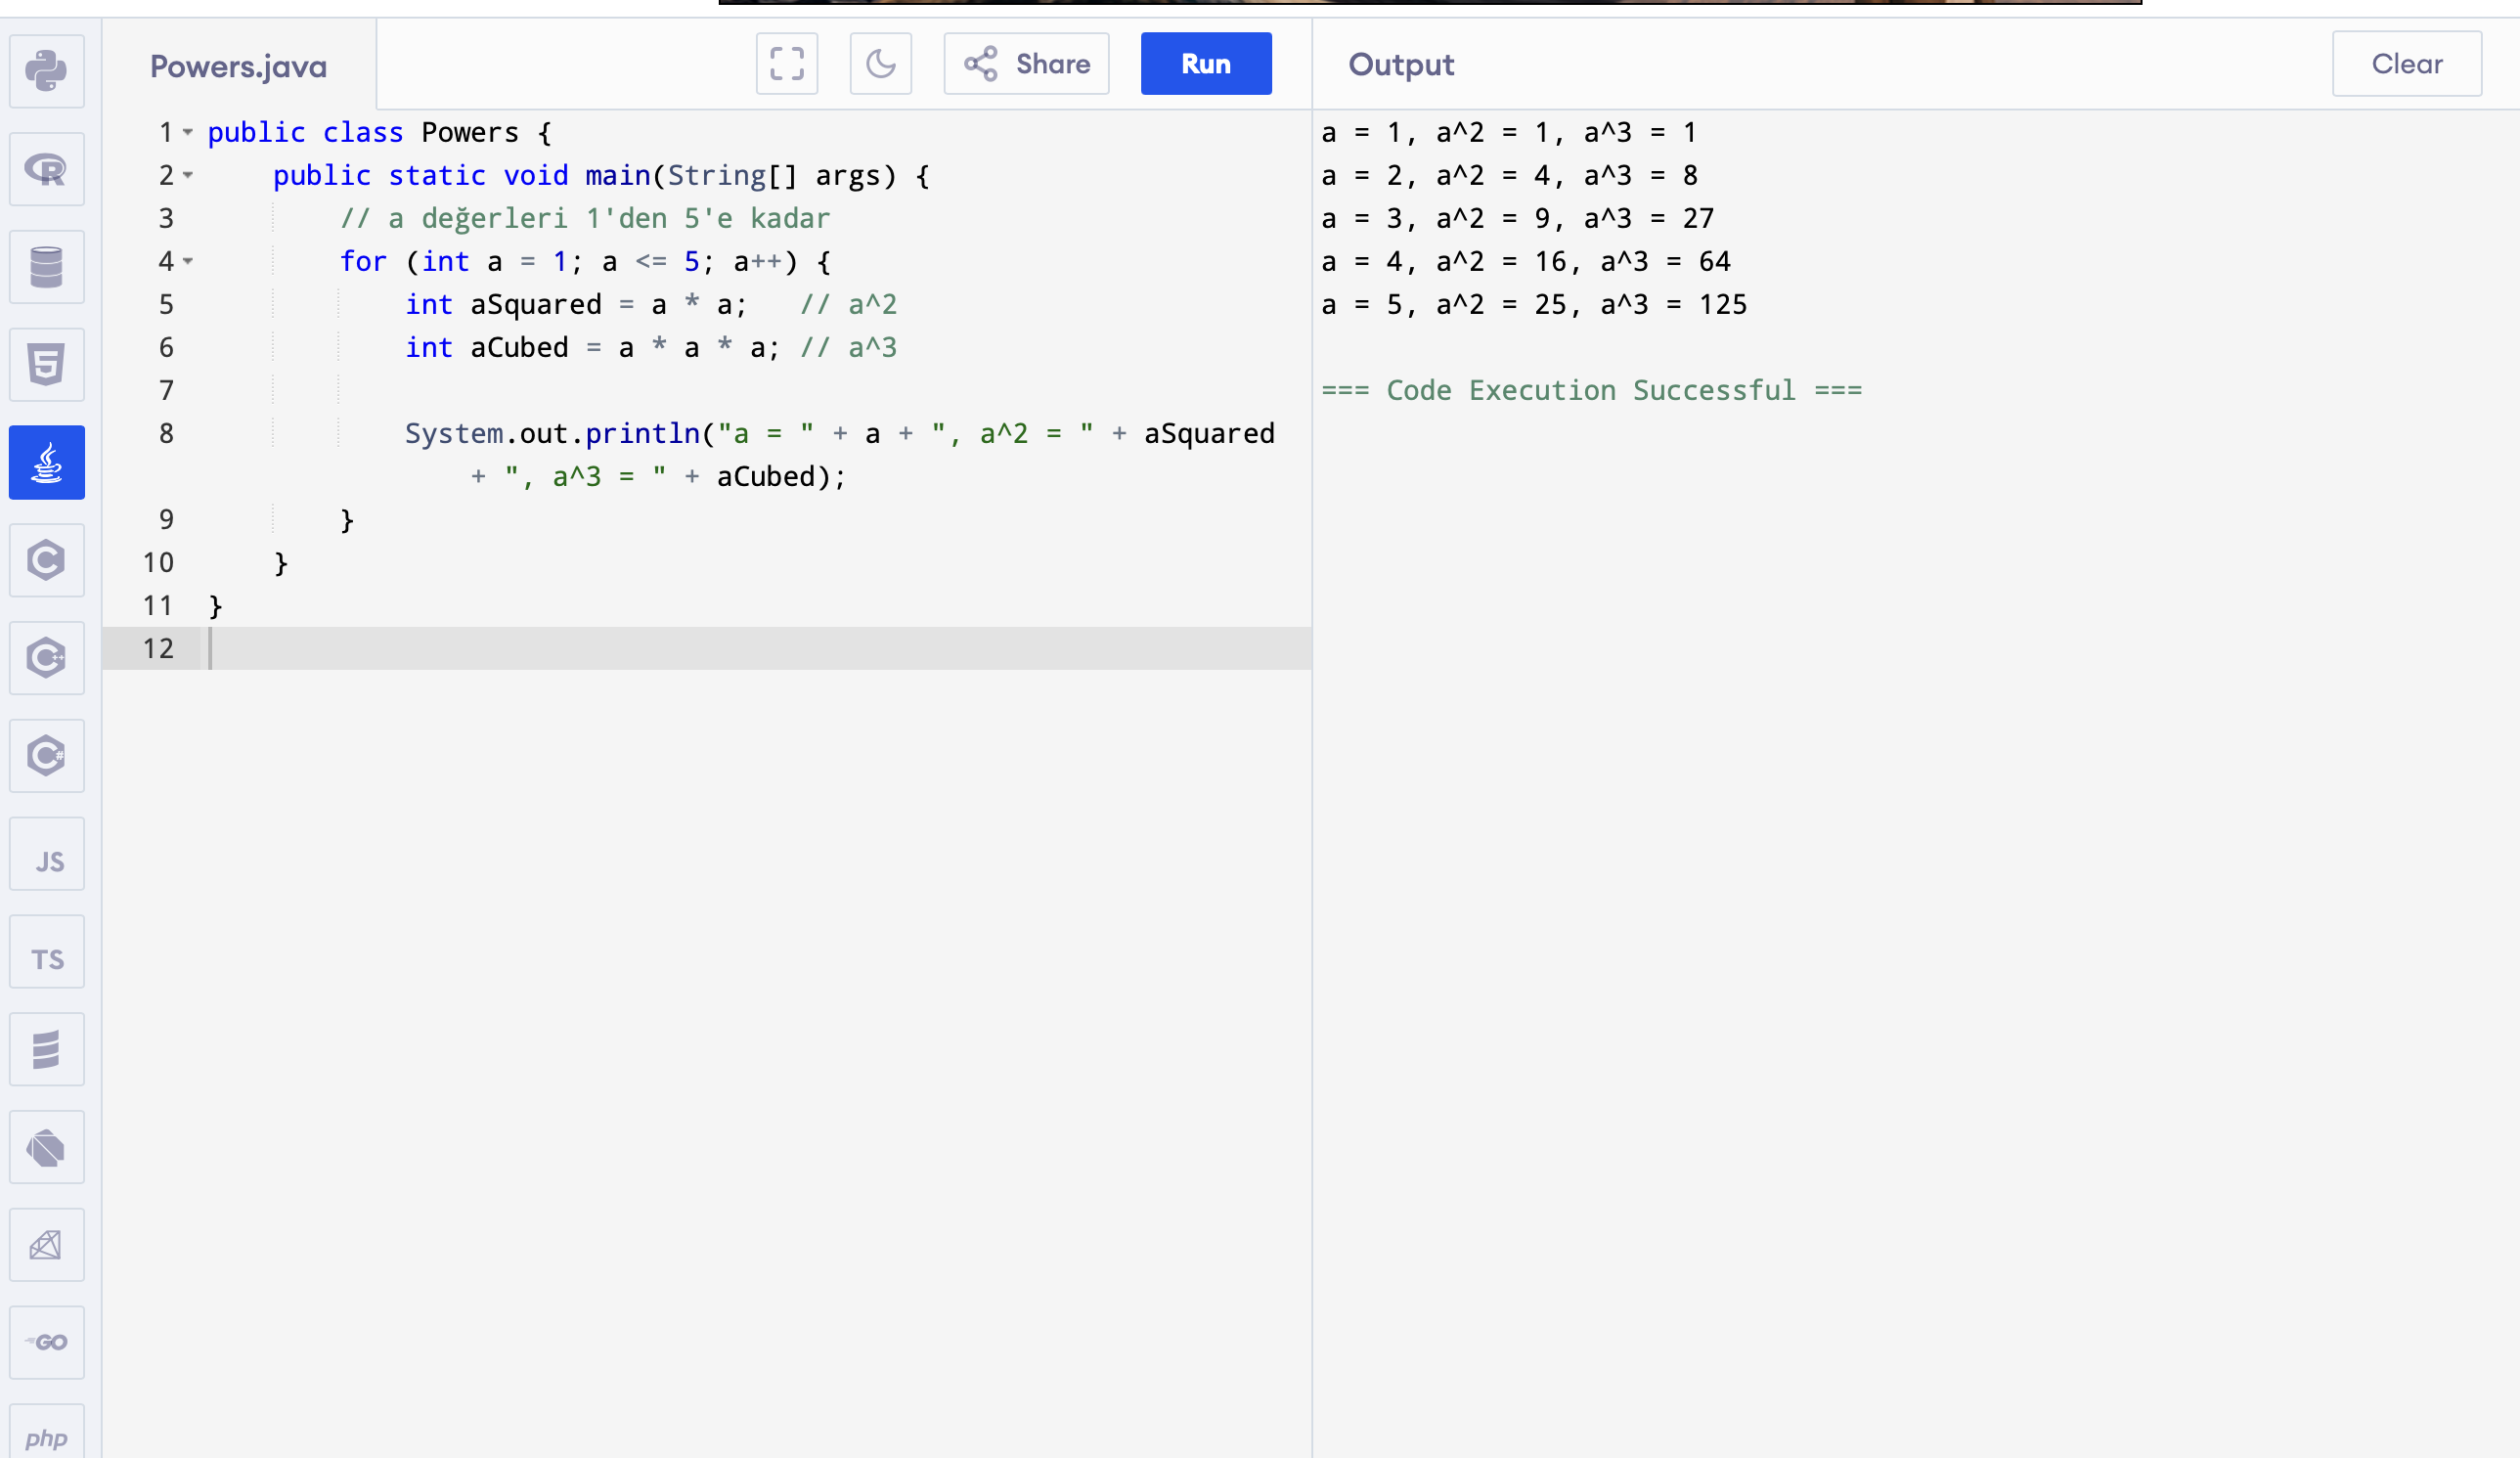 Powers.java
Share
Run
Output
Clear
1 public class Powers {
2     public static void main(String[] args) {
3         // a değerleri 1'den 5'e kadar
4         for (int a = 1; a <= 5; a++) {
5             int aSquared = a * a;   // a^2
6             int aCubed = a * a * a; // a^3
7
8             System.out.println("a = " + a + ", a^2 = " + aSquared
                + ", a^3 = " + aCubed);
9         }
10     }
11 }
12
a = 1, a^2 = 1, a^3 = 1
a = 2, a^2 = 4, a^3 = 8
a = 3, a^2 = 9, a^3 = 27
a = 4, a^2 = 16, a^3 = 64
a = 5, a^2 = 25, a^3 = 125
=== Code Execution Successful ===
R
5
C
C++
C#
JS
TS
GO
php